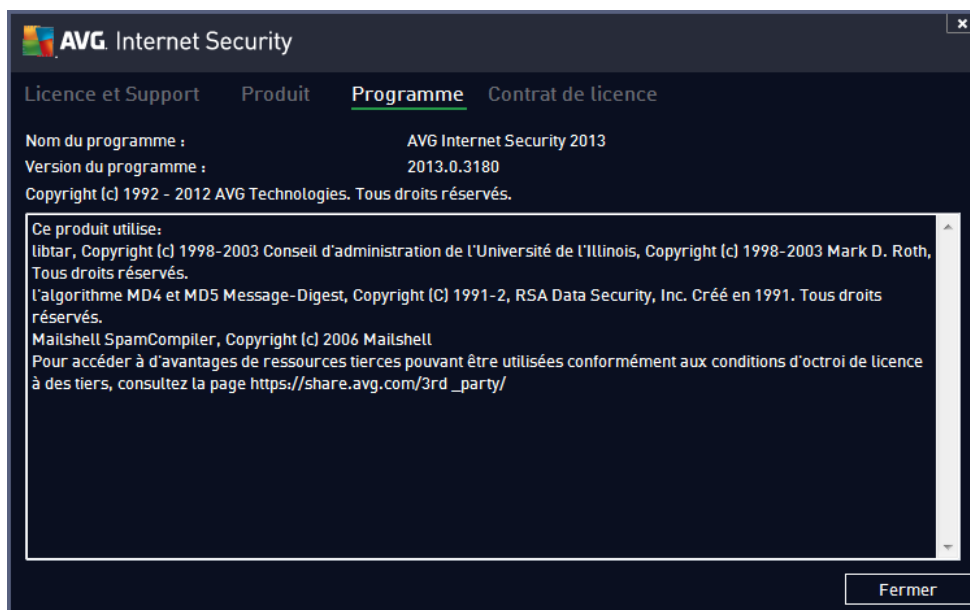 AVG. Internet Security
x
Licence et Support Produit Programme Contrat de licence
Nom du programme : AVG Internet Security 2013
Version du programme : 2013.0.3180
Copyright (c) 1992 - 2012 AVG Technologies. Tous droits réservés.
Ce produit utilise:
libtar, Copyright (c) 1998-2003 Conseil d'administration de l'Université de l'Illinois, Copyright (c) 1998-2003 Mark D. Roth,
Tous droits réservés.
l'algorithme MD4 et MD5 Message-Digest, Copyright (C) 1991-2, RSA Data Security, Inc. Créé en 1991. Tous droits
réservés.
Mailshell SpamCompiler, Copyright (c) 2006 Mailshell
Pour accéder à d'avantages de ressources tierces pouvant être utilisées conformément aux conditions d'octroi de licence
à des tiers, consultez la page https://share.avg.com/3rd _party/
Fermer